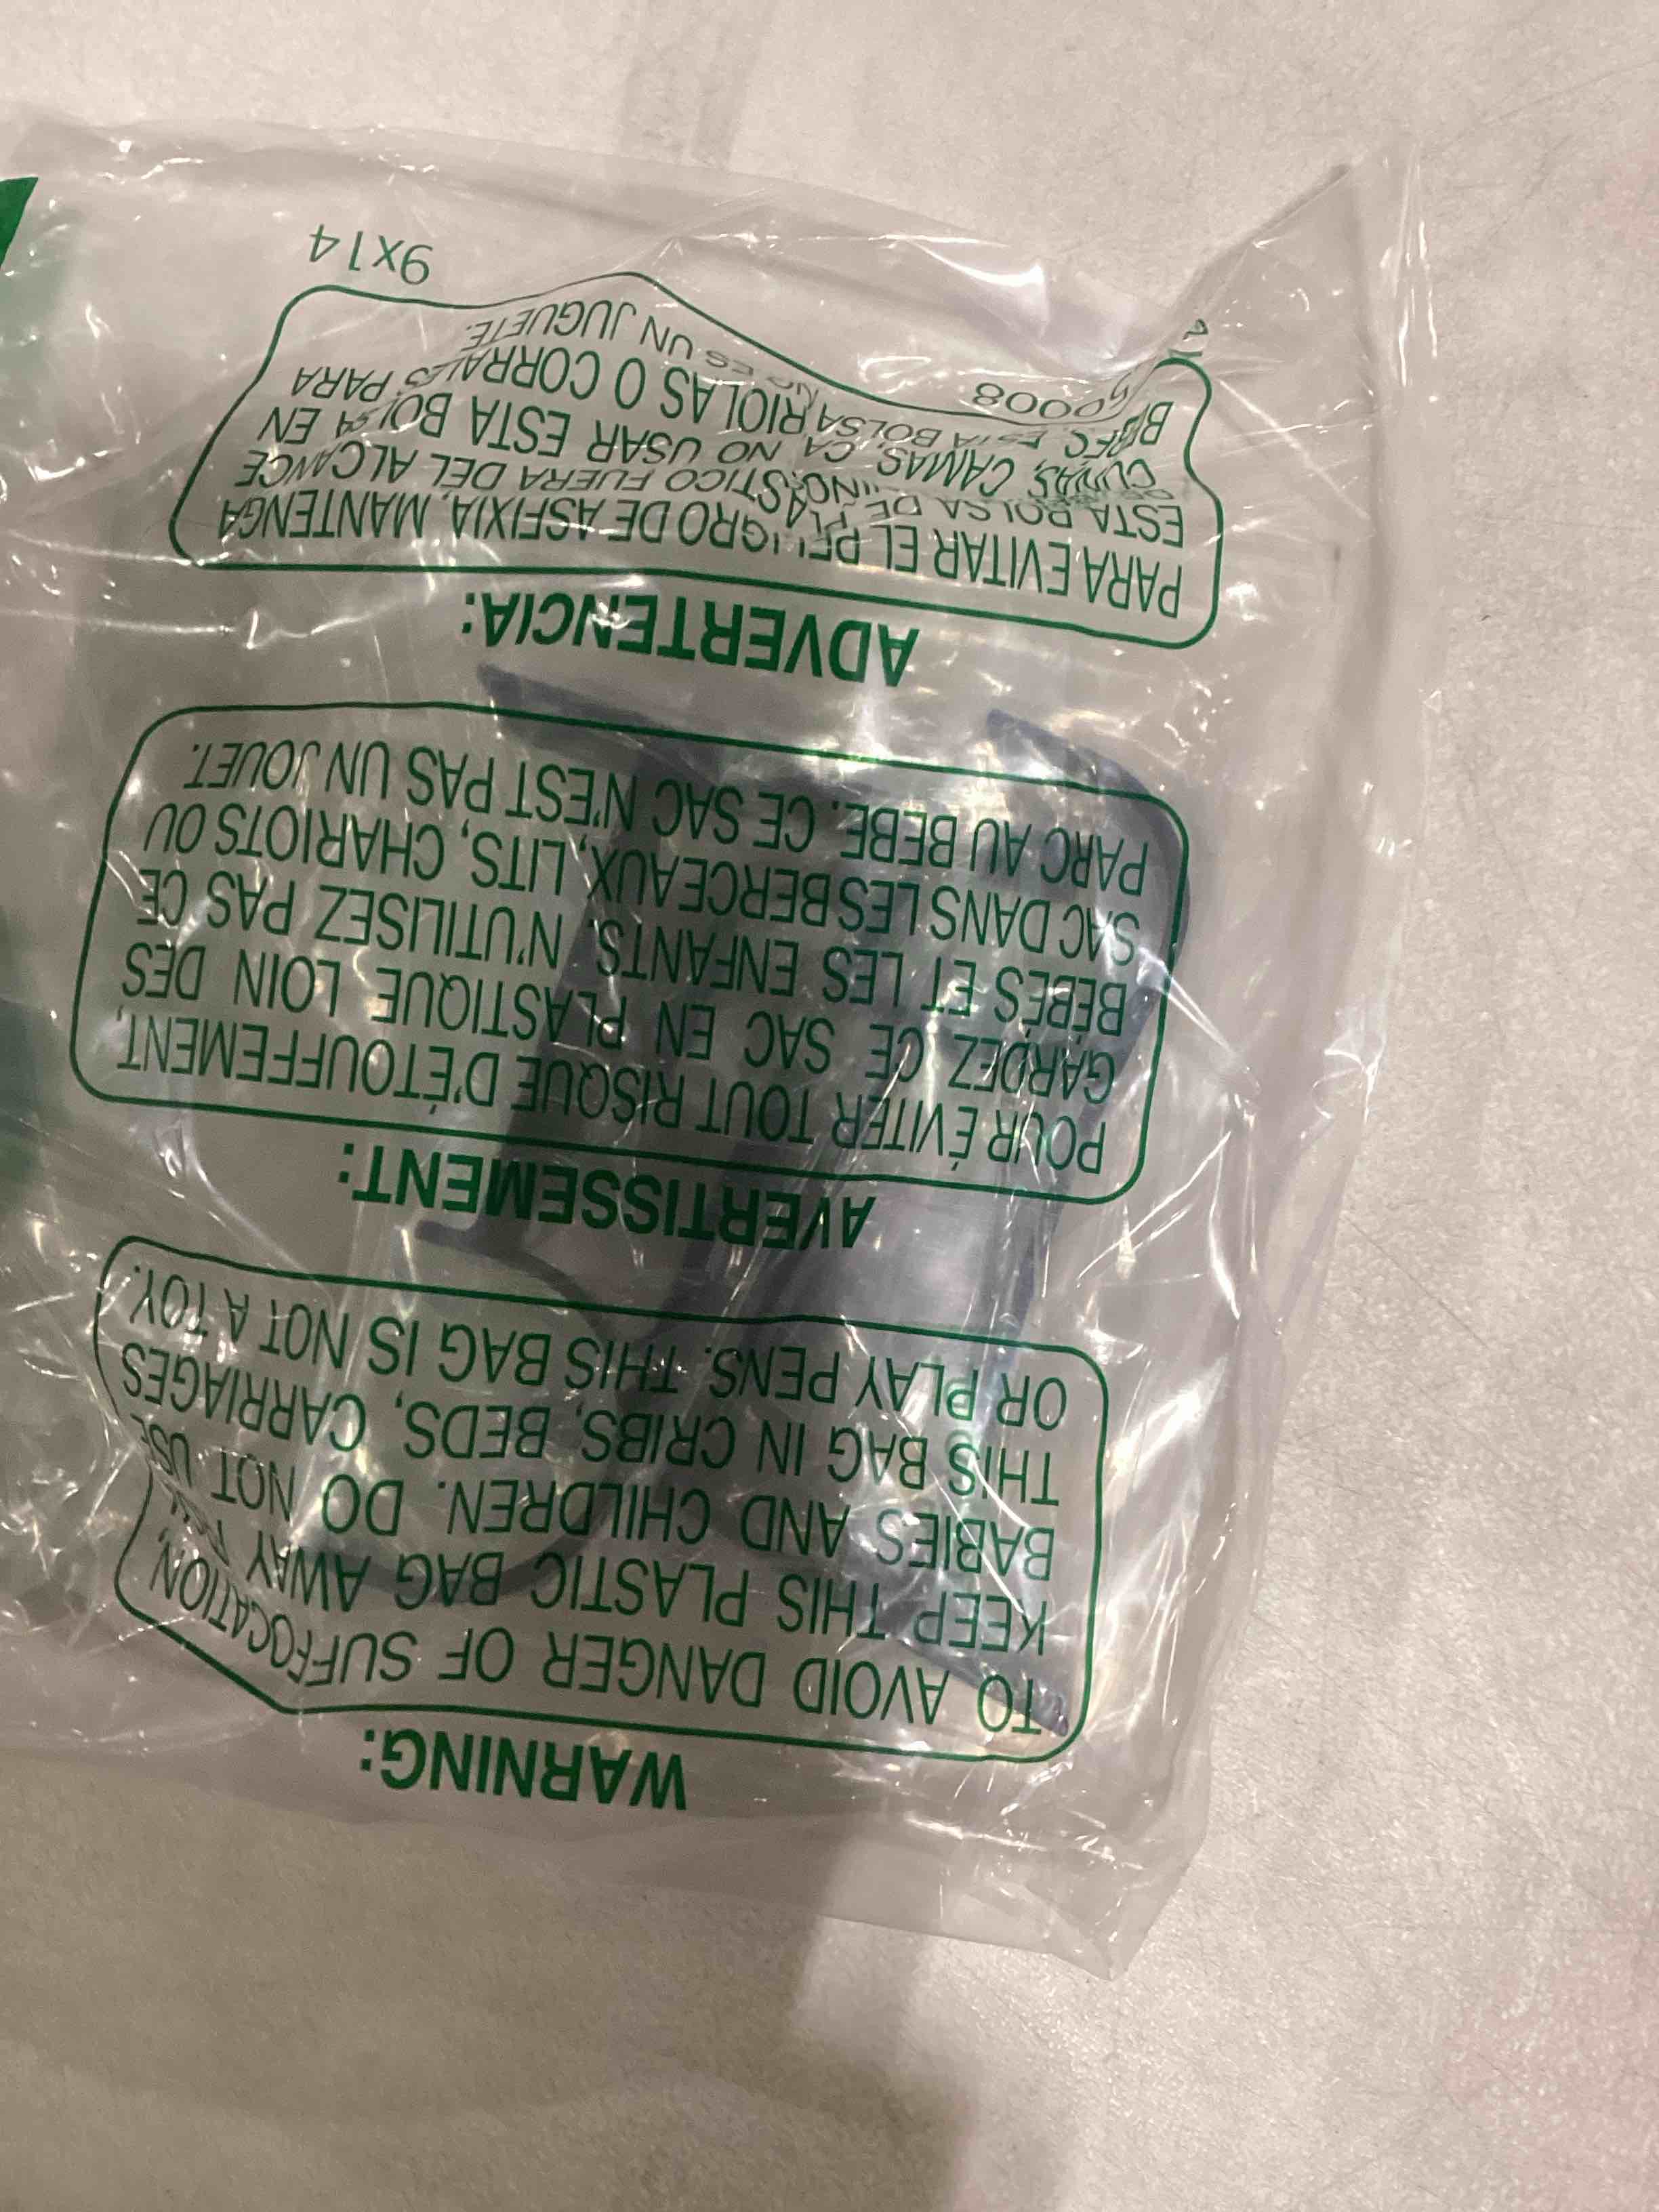 WARNING:
TO AVOID DANGER OF SUFFOCATION,
KEEP THIS PLASTIC BAG AWAY
BABIES AND CHILDREN. DO NOT USE
THIS BAG IN CRIBS, BEDS, CARRIAGES
OR PLAY PENS. THIS BAG IS NOT A TOY.
AVERTISSEMENT:
POUR ÉVITER TOUT RISQUE D'ÉTOUFFEMENT,
GARDEZ CE SAC EN PLASTIQUE LOIN DES
BÉBÉS ET LES ENFANTS. N'UTILISEZ PAS CE
SAC DANS LES BERCEAUX, LITS, CHARIOTS OU
PARC AU BÉBÉ. CE SAC N'EST PAS UN JOUET.
ADVERTENCIA:
PARA EVITAR EL PELIGRO DE ASFIXIA, MANTENGA
ESTA BOLSA DE PLÁSTICO FUERA DEL ALCANCE
NO USAR ESTA BOLSA EN
CUNAS, CAMAS, O CORRALES PARA
ESTA BOLSA NO ES UN JUGUETE.
9x14